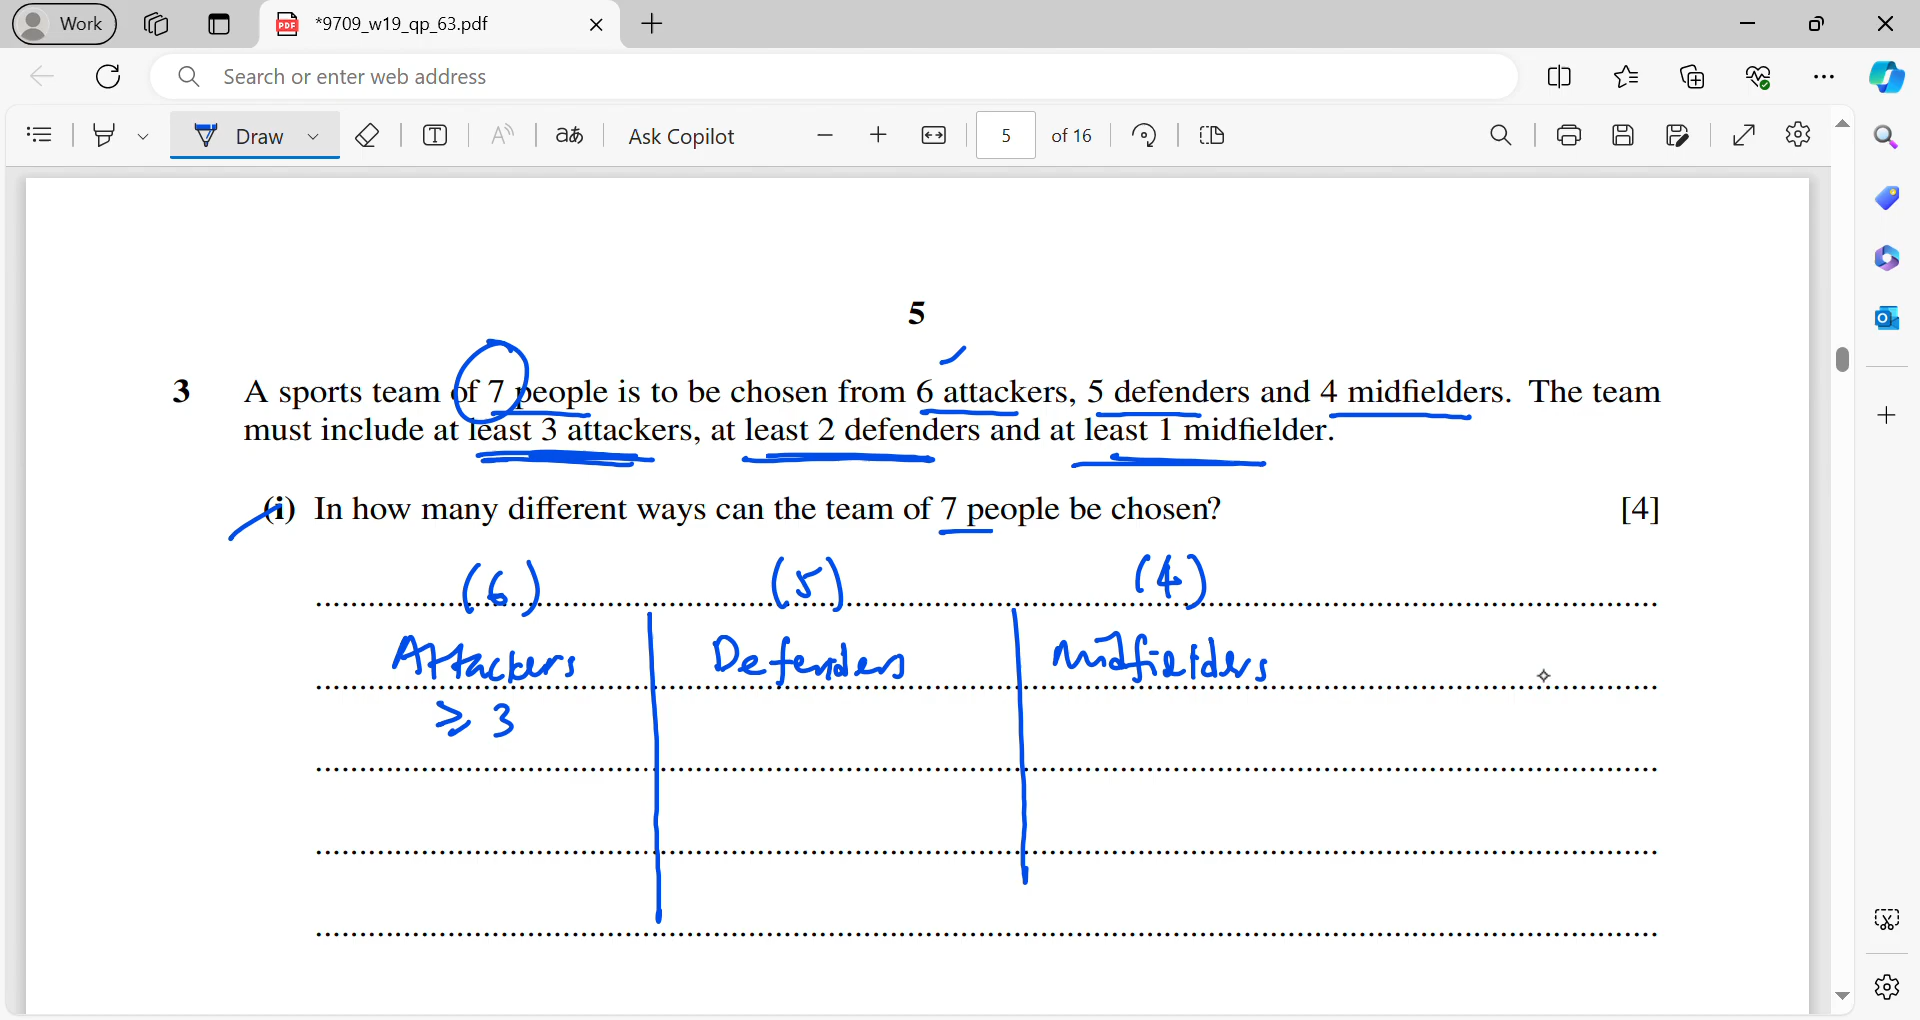 Work
*9709_w19_qp_63.pdf
Search or enter web address
Draw
T
A
aあ
Ask Copilot
5 of 16
5
3 A sports team of 7 people is to be chosen from 6 attackers, 5 defenders and 4 midfielders. The team
must include at least 3 attackers, at least 2 defenders and at least 1 midfielder.
(i) In how many different ways can the team of 7 people be chosen? [4]
(6) (5) (4)
Attackers Defenders Midfielders
⩾ 3